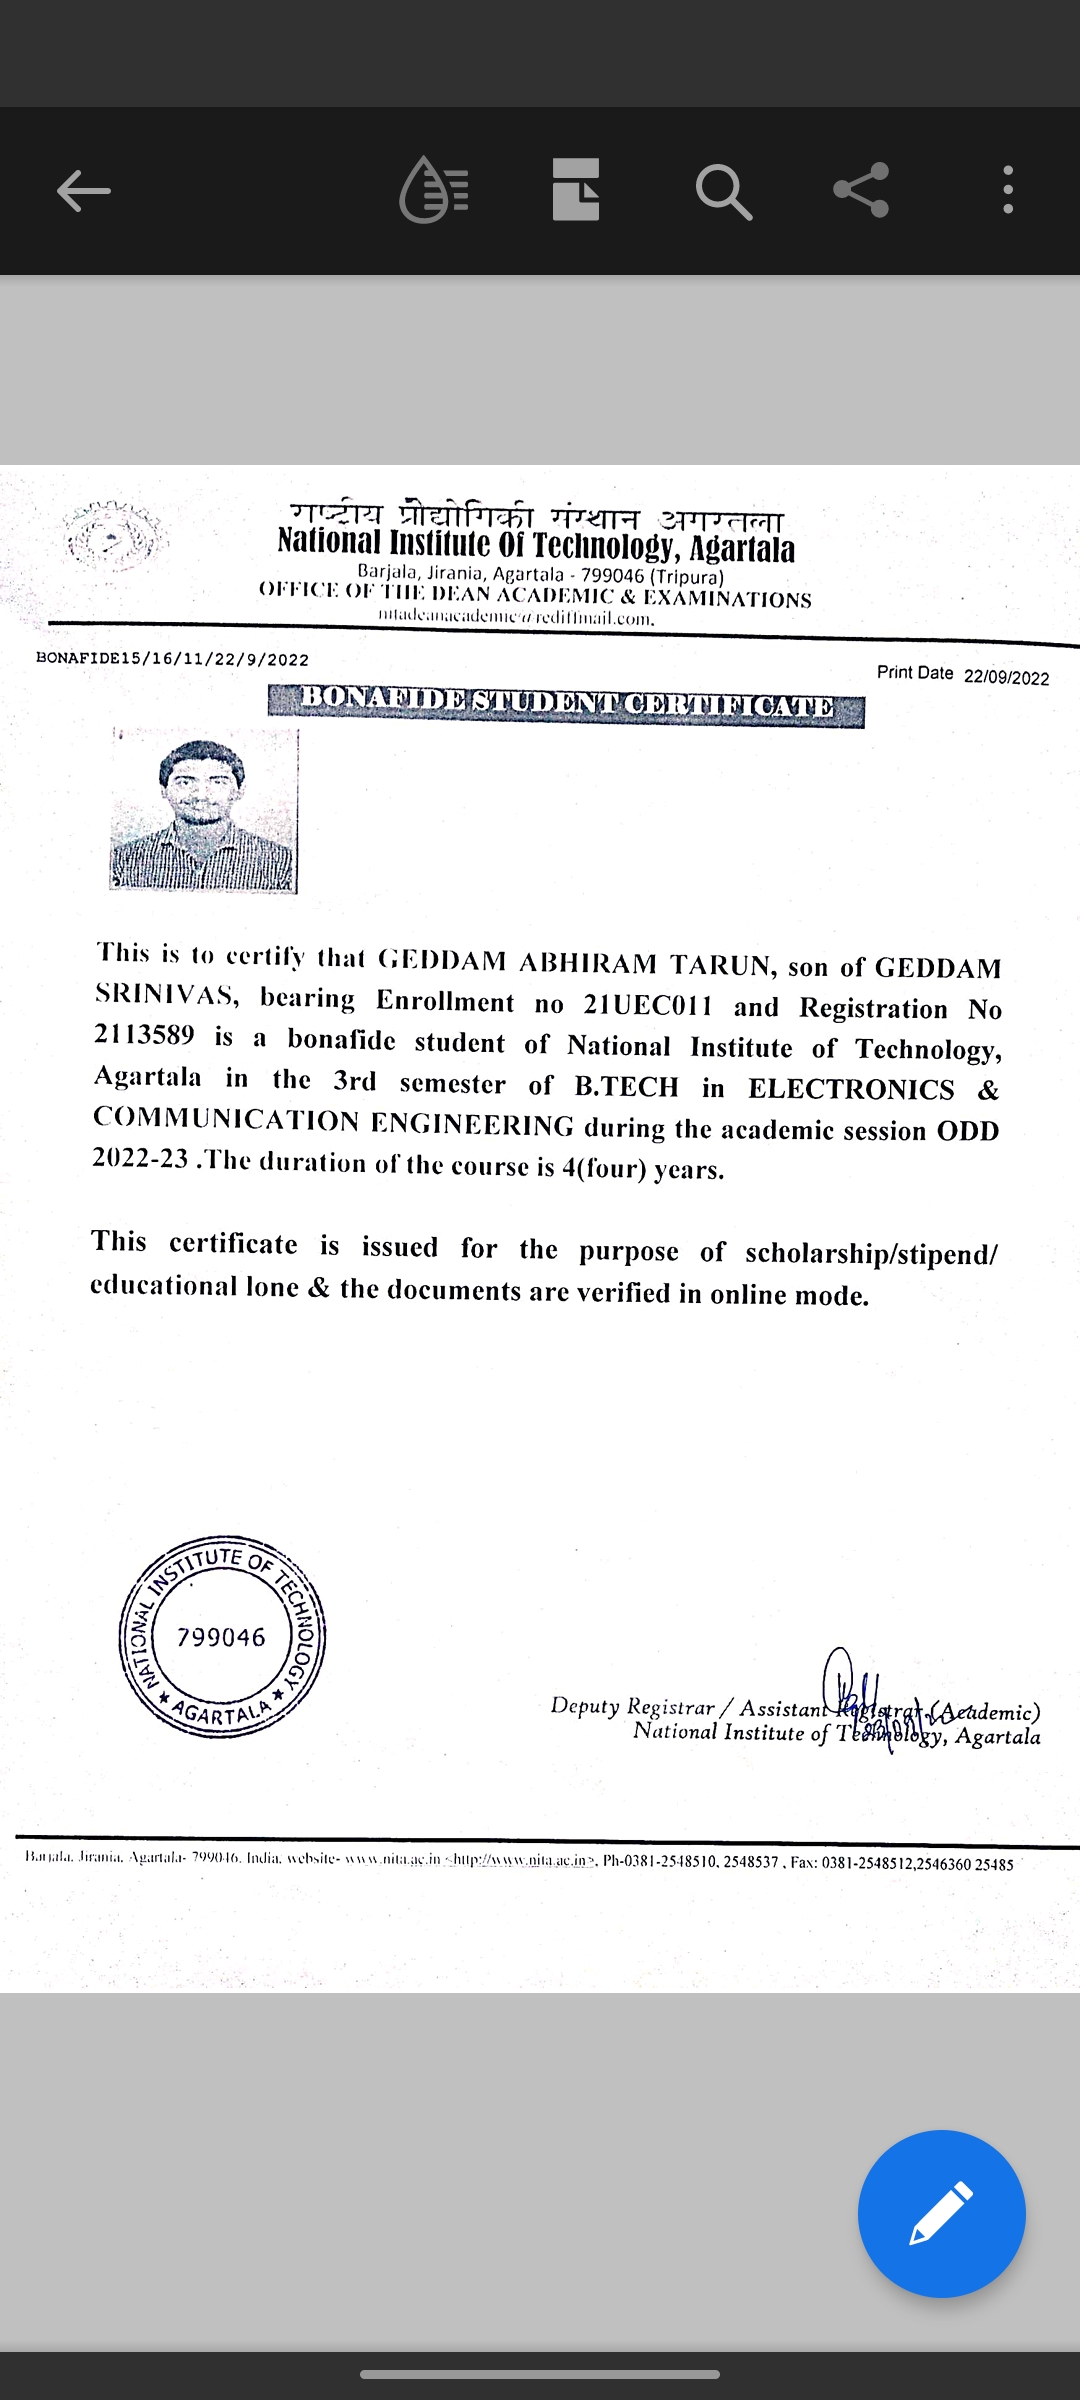 राष्ट्रीय प्रौद्योगिकी संस्थान अगरतला
National Institute Of Technology, Agartala
Barjala, Jirania, Agartala - 799046 (Tripura)
OFFICE OF THE DEAN ACADEMIC & EXAMINATIONS
nitadeanacademic@rediffmail.com.
BONAFIDE15/16/11/22/9/2022
Print Date 22/09/2022
BONAFIDE STUDENT CERTIFICATE
This is to certify that GEDDAM ABHIRAM TARUN, son of GEDDAM
SRINIVAS, bearing Enrollment no 21UEC011 and Registration No
2113589 is a bonafide student of National Institute of Technology,
Agartala in the 3rd semester of B.TECH in ELECTRONICS &
COMMUNICATION ENGINEERING during the academic session ODD
2022-23 .The duration of the course is 4(four) years.
This certificate is issued for the purpose of scholarship/stipend/
educational lone & the documents are verified in online mode.
NATIONAL INSTITUTE OF TECHNOLOGY
799046
★ AGARTALA ★
Deputy Registrar / Assistant Registrar (Academic)
National Institute of Technology, Agartala
Barjala, Jirania, Agartala- 799046, India, website- www.nita.ac.in <http://www.nita.ac.in>, Ph-0381-2548510, 2548537 , Fax: 0381-2548512,2546360 25485